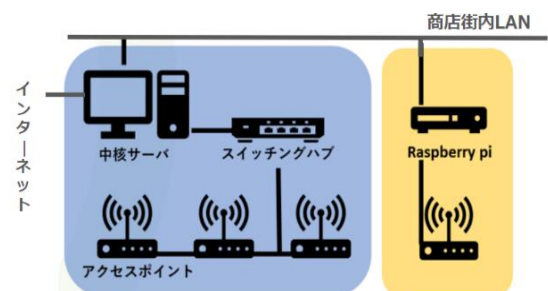 商店街内LAN
インターネット
中核サーバ
スイッチングハブ
Raspberry pi
アクセスポイント